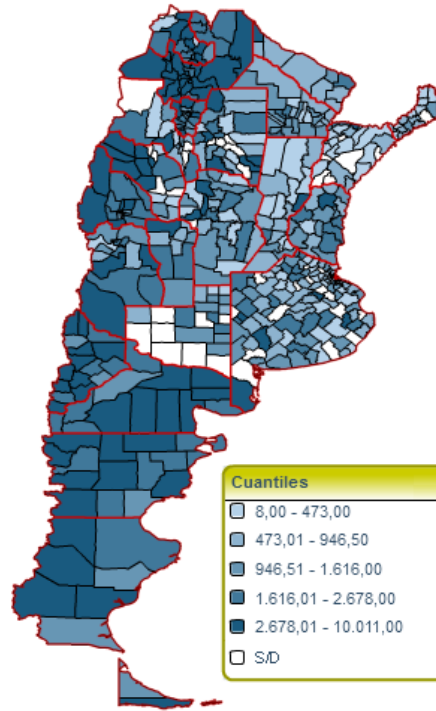 Cuantiles
8,00 - 473,00
473,01 - 946,50
946,51 - 1.616,00
1.616,01 - 2.678,00
2.678,01 - 10.011,00
S/D